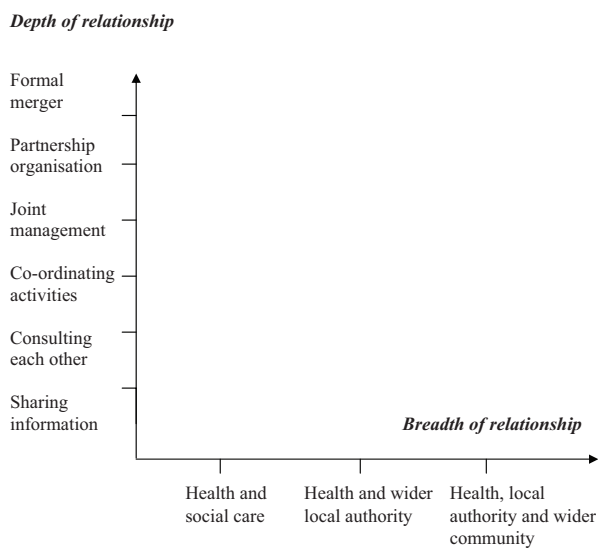 Depth of relationship
Formal
merger
Partnership
organisation
Joint
management
Co-ordinating
activities
Consulting
each other
Sharing
information
Breadth of relationship
Health and
social care
Health and wider
local authority
Health, local
authority and wider
community